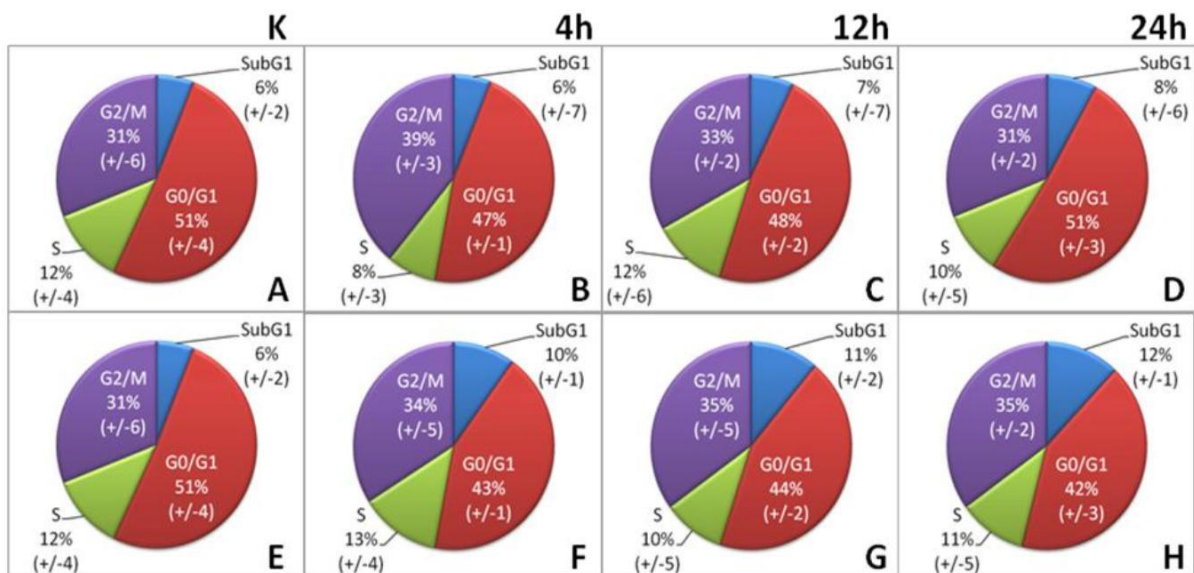 K
4h
12h
24h
SubG1
6%
(+/-2)
G2/M
31%
(+/-6)
G0/G1
51%
(+/-4)
S
12%
(+/-4)
A
SubG1
6%
(+/-7)
G2/M
39%
(+/-3)
G0/G1
47%
(+/-1)
S
8%
(+/-3)
B
SubG1
7%
(+/-7)
G2/M
33%
(+/-2)
G0/G1
48%
(+/-2)
S
12%
(+/-6)
C
SubG1
8%
(+/-6)
G2/M
31%
(+/-2)
G0/G1
51%
(+/-3)
S
10%
(+/-5)
D
SubG1
6%
(+/-2)
G2/M
31%
(+/-6)
G0/G1
51%
(+/-4)
S
12%
(+/-4)
E
SubG1
10%
(+/-1)
G2/M
34%
(+/-5)
G0/G1
43%
(+/-1)
S
13%
(+/-4)
F
SubG1
11%
(+/-2)
G2/M
35%
(+/-5)
G0/G1
44%
(+/-2)
S
10%
(+/-5)
G
SubG1
12%
(+/-1)
G2/M
35%
(+/-2)
G0/G1
42%
(+/-3)
S
11%
(+/-5)
H